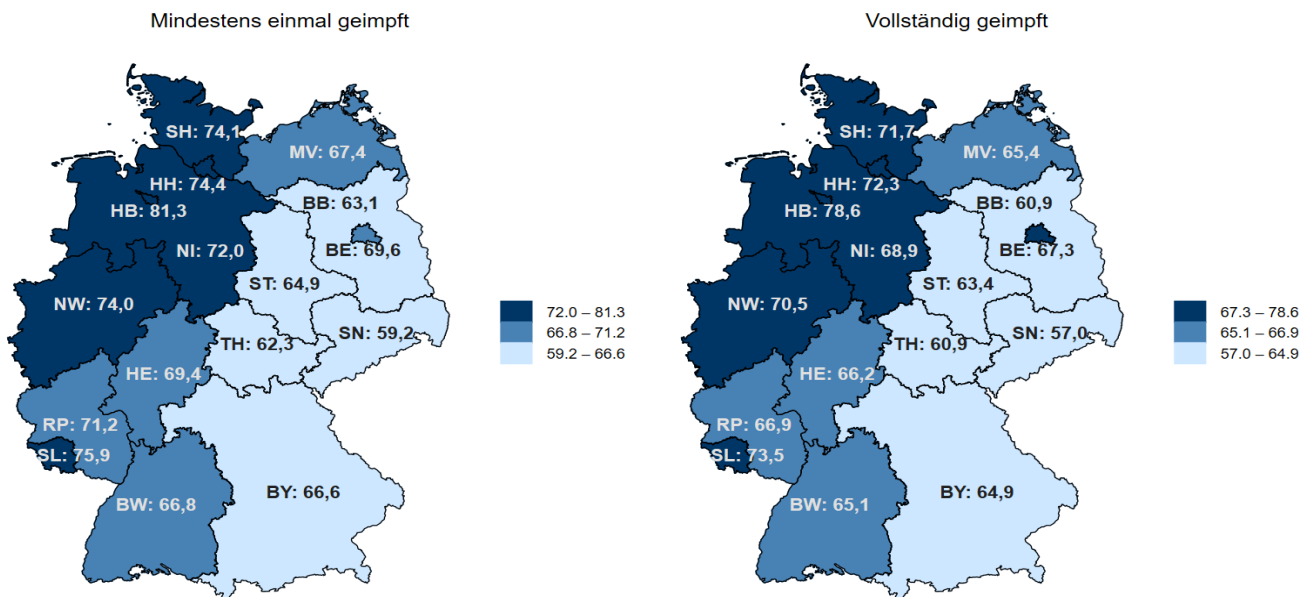 Mindestens einmal geimpft
SH: 74,1
MV: 67,4
HH: 74,4
BB: 63,1
HB: 81,3
NI: 72,0
BE: 69,6
ST: 64,9
NW: 74,0
SN: 59,2
TH: 62,3
HE: 69,4
RP: 71,2
SL: 75,9
BY: 66,6
BW: 66,8
72.0 – 81.3
66.8 – 71.2
59.2 – 66.6
Vollständig geimpft
SH: 71,7
MV: 65,4
HH: 72,3
BB: 60,9
HB: 78,6
NI: 68,9
BE: 67,3
ST: 63,4
NW: 70,5
SN: 57,0
TH: 60,9
HE: 66,2
RP: 66,9
SL: 73,5
BY: 64,9
BW: 65,1
67.3 – 78.6
65.1 – 66.9
57.0 – 64.9